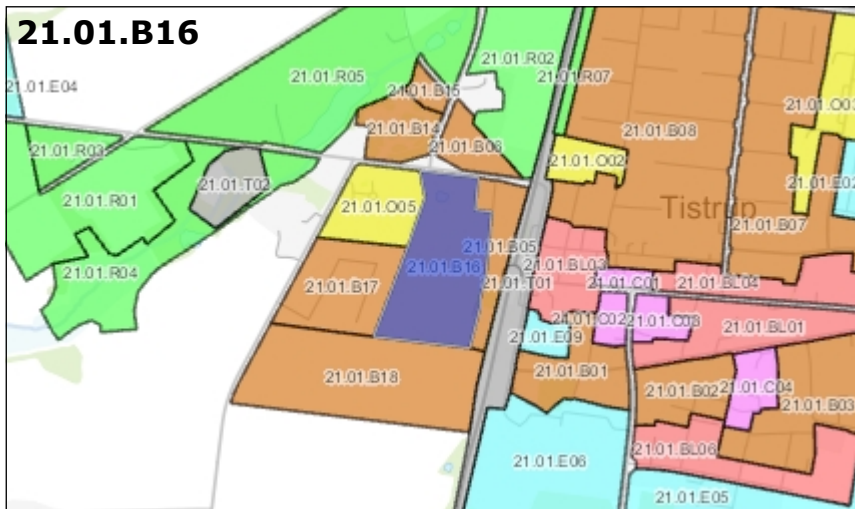 21.01.B16
21.01.R02
21.01.R05
21.01.R07
21.01.E04
21.01.B15
21.01.O03
21.01.B14
21.01.B08
21.01.B06
21.01.R03
21.01.O02
21.01.T02
21.01.E02
21.01.R01
21.01.O05
Tistrup
21.01.B07
21.01.B05
21.01.BL03
21.01.B16
21.01.R04
21.01.T01
21.01.C01
21.01.BL04
21.01.B17
21.01.C02
21.01.C03
21.01.BL01
21.01.E09
21.01.B01
21.01.B18
21.01.B02
21.01.C04
21.01.B03
21.01.BL06
21.01.E06
21.01.E05